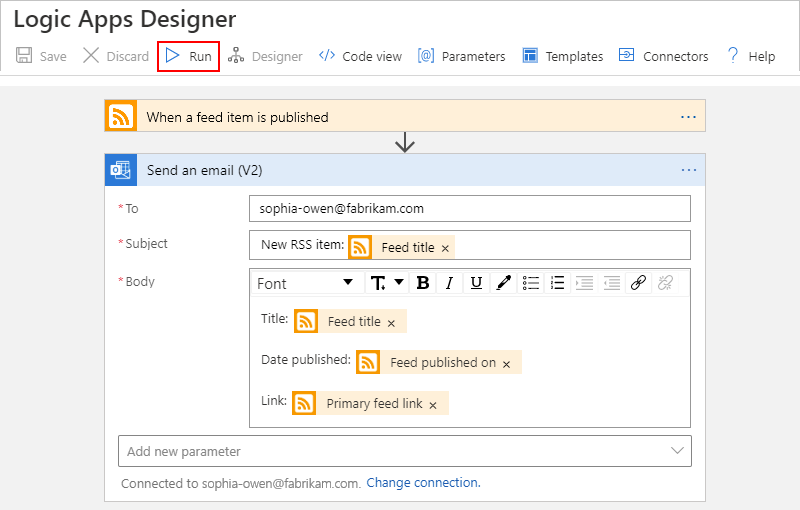 Logic Apps Designer
Save Discard Run Designer Code view Parameters Templates Connectors ? Help
When a feed item is published ...
Send an email (V2) ...
* To sophia-owen@fabrikam.com
* Subject New RSS item: Feed title ×
* Body Font T B I U
Title: Feed title ×
Date published: Feed published on ×
Link: Primary feed link ×
Add new parameter
Connected to sophia-owen@fabrikam.com. Change connection.